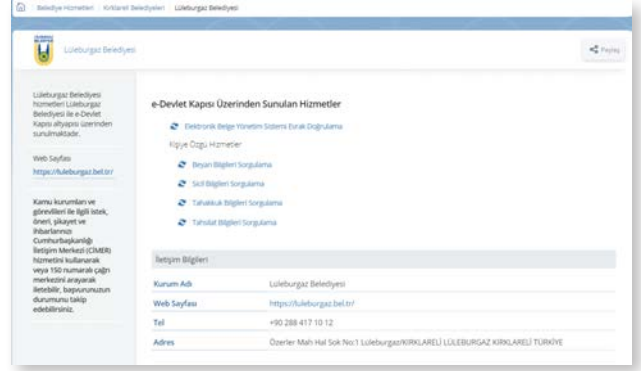 Belediye Hizmetleri Kırklareli Belediyeleri Lüleburgaz Belediyesi
Lüleburgaz Belediyesi
Paylaş
Lüleburgaz Belediyesi
hizmetleri Lüleburgaz
Belediyesi ile e-Devlet
Kapısı altyapısı üzerinden
sunulmaktadır.
Web Sayfası
https://luleburgaz.bel.tr/
Kamu kurumları ve
görevlileri ile ilgili istek,
öneri, şikayet ve
ihbarlarınızı
Cumhurbaşkanlığı
İletişim Merkezi (CİMER)
hizmetini kullanarak
veya 150 numaralı çağrı
merkezini arayarak
iletebilir, başvurunuzun
durumunu takip
edebilirsiniz.
e-Devlet Kapısı Üzerinden Sunulan Hizmetler
Elektronik Belge Yönetim Sistemi Evrak Doğrulama
Kişiye Özgü Hizmetler
Beyan Bilgileri Sorgulama
Sicil Bilgileri Sorgulama
Tahakkuk Bilgileri Sorgulama
Tahsilat Bilgileri Sorgulama
İletişim Bilgileri
Kurum Adı Lüleburgaz Belediyesi
Web Sayfası https://luleburgaz.bel.tr/
Tel +90 288 417 10 12
Adres Özerler Mah Hal Sok No:1 Luleburgaz/KIRKLARELİ LÜLEBURGAZ KIRKLARELİ TÜRKİYE